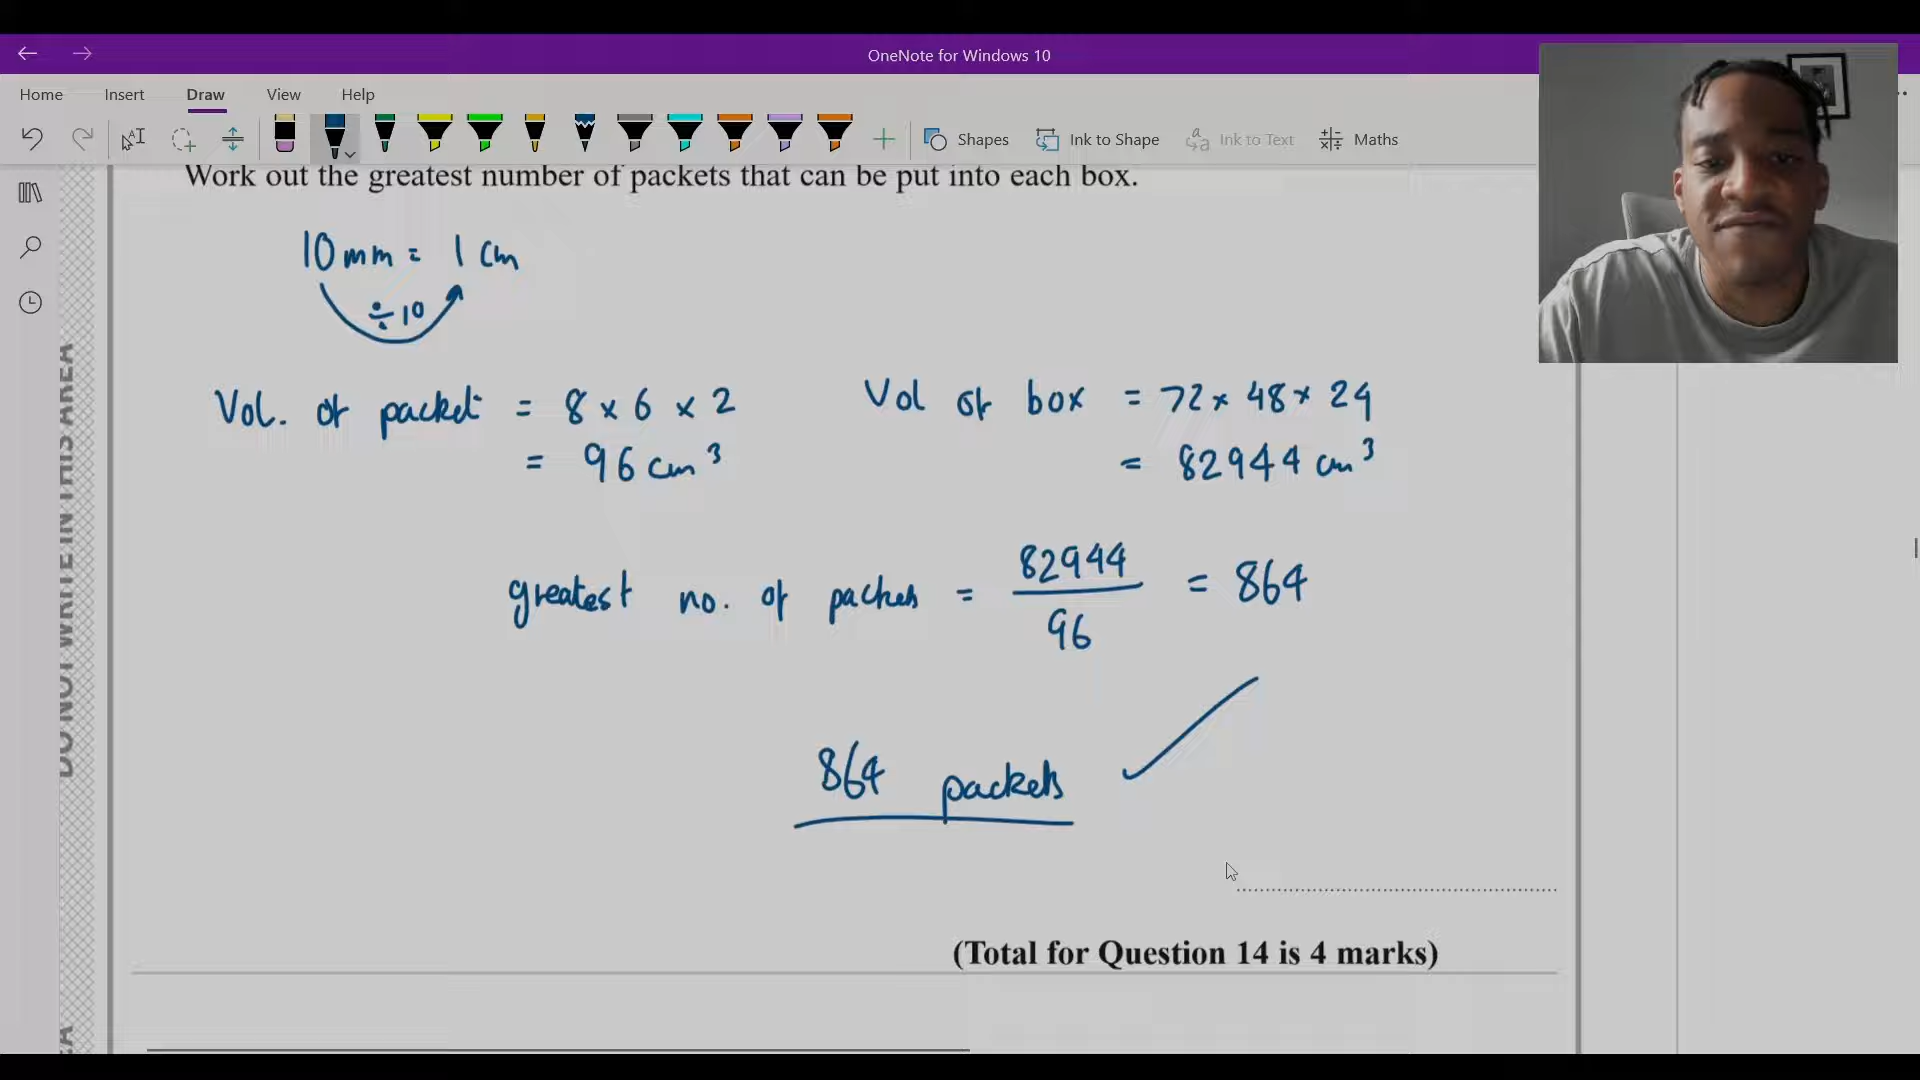 OneNote for Windows 10
Home Insert Draw View Help
Shapes Ink to Shape Ink to Text Maths
Work out the greatest number of packets that can be put into each box.
10mm = 1 cm
÷10
Vol. of packet = 8 x 6 x 2
= 96 cm³
Vol of box = 72 x 48 x 24
= 82944 cm³
greatest no. of packets = 82944/96 = 864
864 packets
(Total for Question 14 is 4 marks)
DO NOT WRITE IN THIS AREA